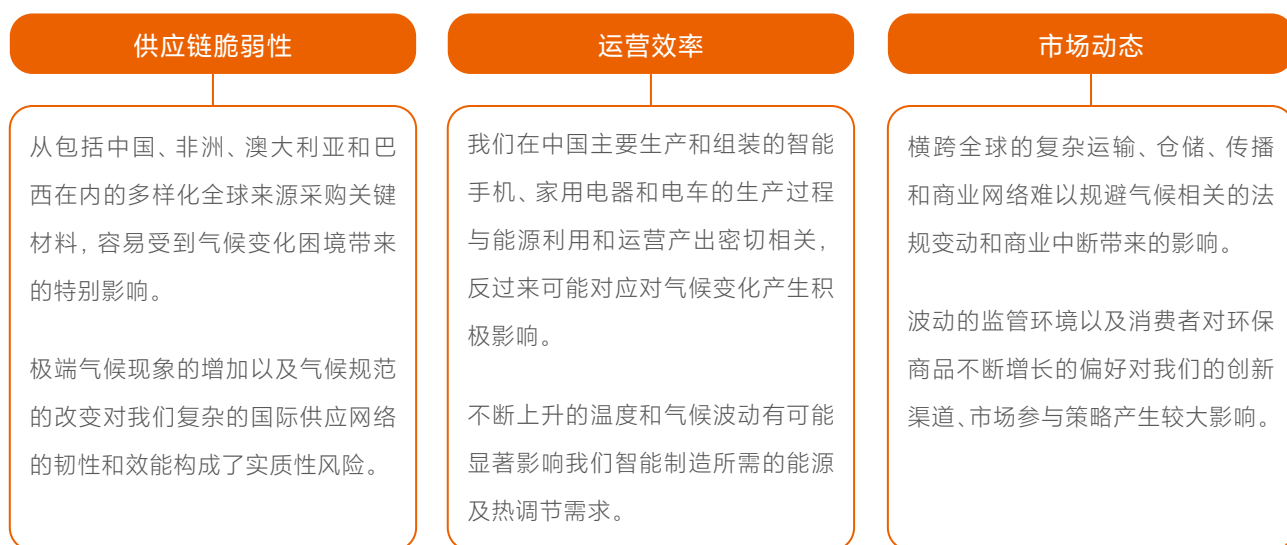 供应链脆弱性
从包括中国、非洲、澳大利亚和巴
西在内的多样化全球来源采购关键
材料，容易受到气候变化困境带来
的特别影响。
极端气候现象的增加以及气候规范
的改变对我们复杂的国际供应网络
的韧性和效能构成了实质性风险。
运营效率
我们在中国主要生产和组装的智能
手机、家用电器和电车的生产过程
与能源利用和运营产出密切相关，
反过来可能对应对气候变化产生积
极影响。
不断上升的温度和气候波动有可能
显著影响我们智能制造所需的能源
及热调节需求。
市场动态
横跨全球的复杂运输、仓储、传播
和商业网络难以规避气候相关的法
规变动和商业中断带来的影响。
波动的监管环境以及消费者对环保
商品不断增长的偏好对我们的创新
渠道、市场参与策略产生较大影响。